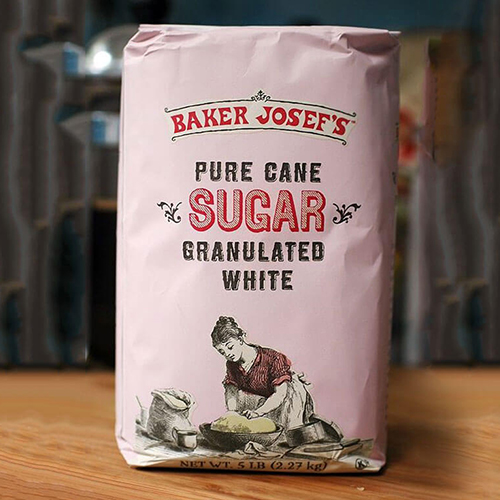 BAKER JOSEF'S
PURE CANE
SUGAR
GRANULATED
WHITE
NET WT. 5 LB (2.27 kg)